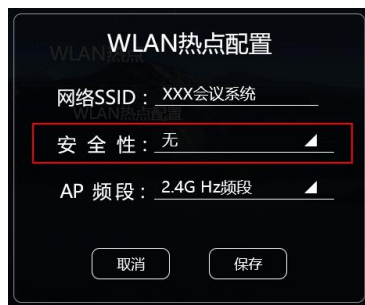 WLAN热点配置
网络SSID：XXX会议系统
安 全 性：无
AP 频段：2.4G Hz频段
取消 保存